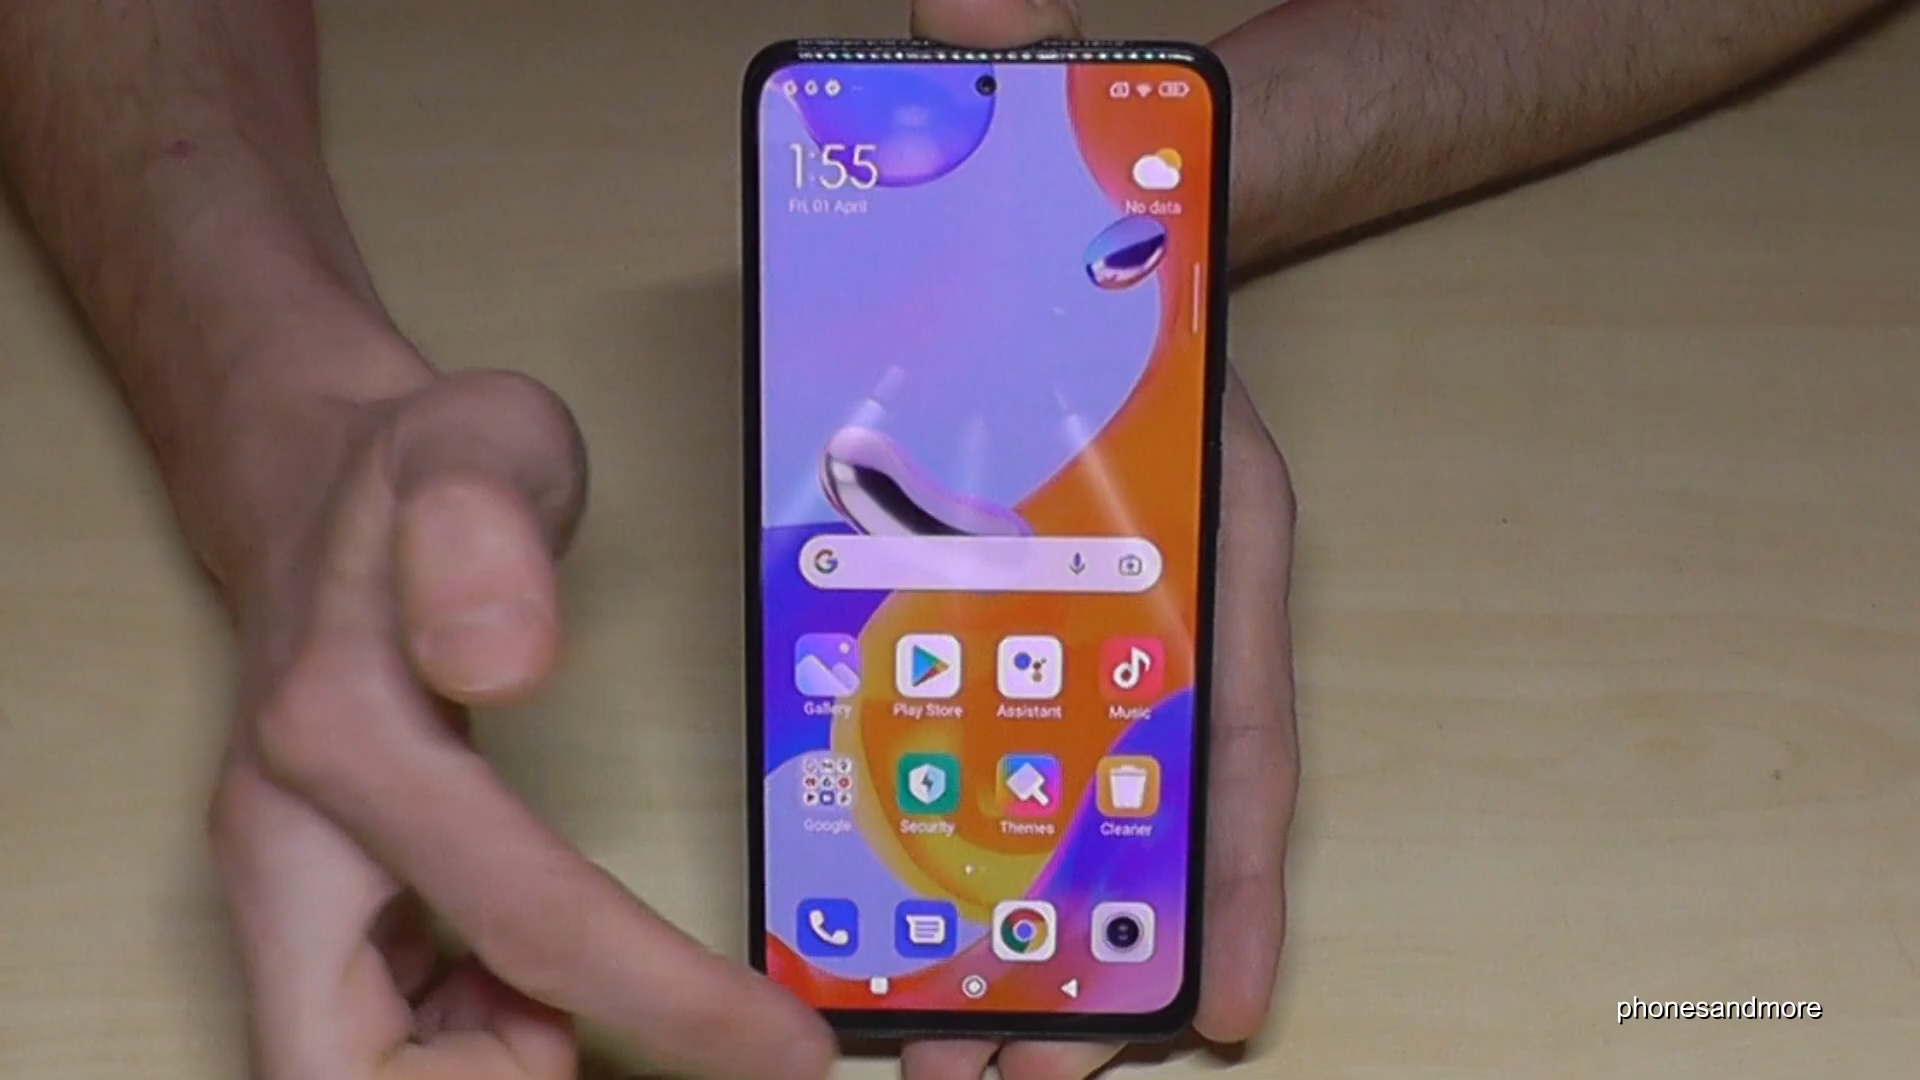 1:55
Fri, 01 April
No data
Gallery
Play Store
Assistant
Music
Google
Security
Themes
Cleaner
phonesandmore